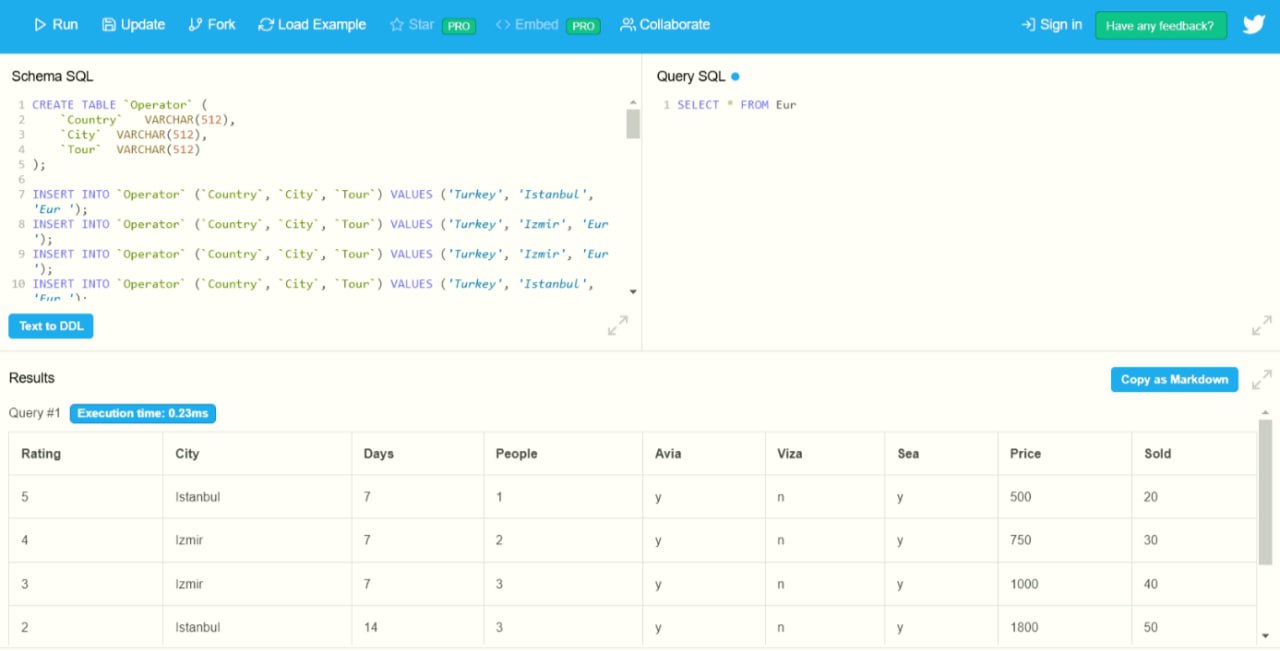 Run Update Fork Load Example Star PRO Embed PRO Collaborate Sign in Have any feedback?
Schema SQL
1 CREATE TABLE `Operator` (
2 `Country` VARCHAR(512),
3 `City` VARCHAR(512),
4 `Tour` VARCHAR(512)
5 );
6
7 INSERT INTO `Operator` (`Country`, `City`, `Tour`) VALUES ('Turkey', 'Istanbul',
'Eur ');
8 INSERT INTO `Operator` (`Country`, `City`, `Tour`) VALUES ('Turkey', 'Izmir', 'Eur
');
9 INSERT INTO `Operator` (`Country`, `City`, `Tour`) VALUES ('Turkey', 'Izmir', 'Eur
');
10 INSERT INTO `Operator` (`Country`, `City`, `Tour`) VALUES ('Turkey', 'Istanbul',
'Eur ');
Text to DDL
Query SQL
1 SELECT * FROM Eur
Results
Copy as Markdown
Query #1 Execution time: 0.23ms
Rating City Days People Avia Viza Sea Price Sold
5 Istanbul 7 1 y n y 500 20
4 Izmir 7 2 y n y 750 30
3 Izmir 7 3 y n y 1000 40
2 Istanbul 14 3 y n y 1800 50